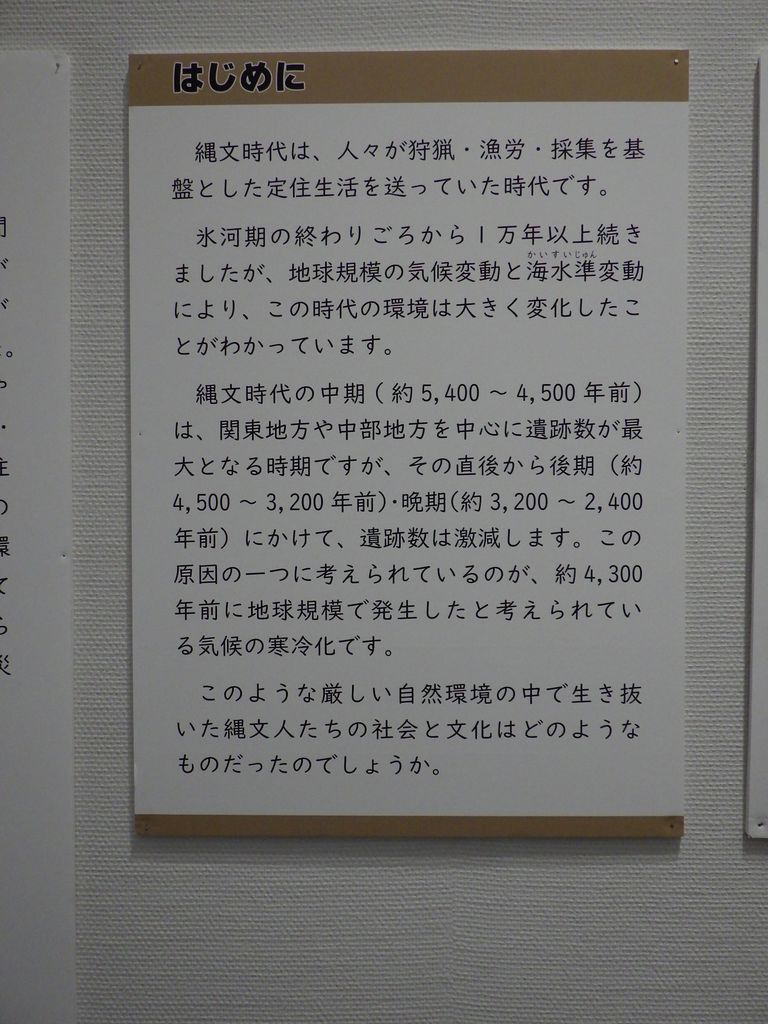 はじめに
縄文時代は、人々が狩猟・漁労・採集を基
盤とした定住生活を送っていた時代です。
氷河期の終わりごろから１万年以上続き
ましたが、地球規模の気候変動と海水準変動
かいすいじゅん
により、この時代の環境は大きく変化したこ
とがわかっています。
縄文時代の中期（約5,400 ～ 4,500 年前）
は、関東地方や中部地方を中心に遺跡数が最
大となる時期ですが、その直後から後期（約
4,500 ～ 3,200 年前）・晩期（約 3,200 ～ 2,400
年前）にかけて、遺跡数は激減します。この
原因の一つに考えられているのが、約 4,300
年前に地球規模で発生したと考えられてい
る気候の寒冷化です。
このような厳しい自然環境の中で生き抜
いた縄文人たちの社会と文化はどのような
ものだったのでしょうか。